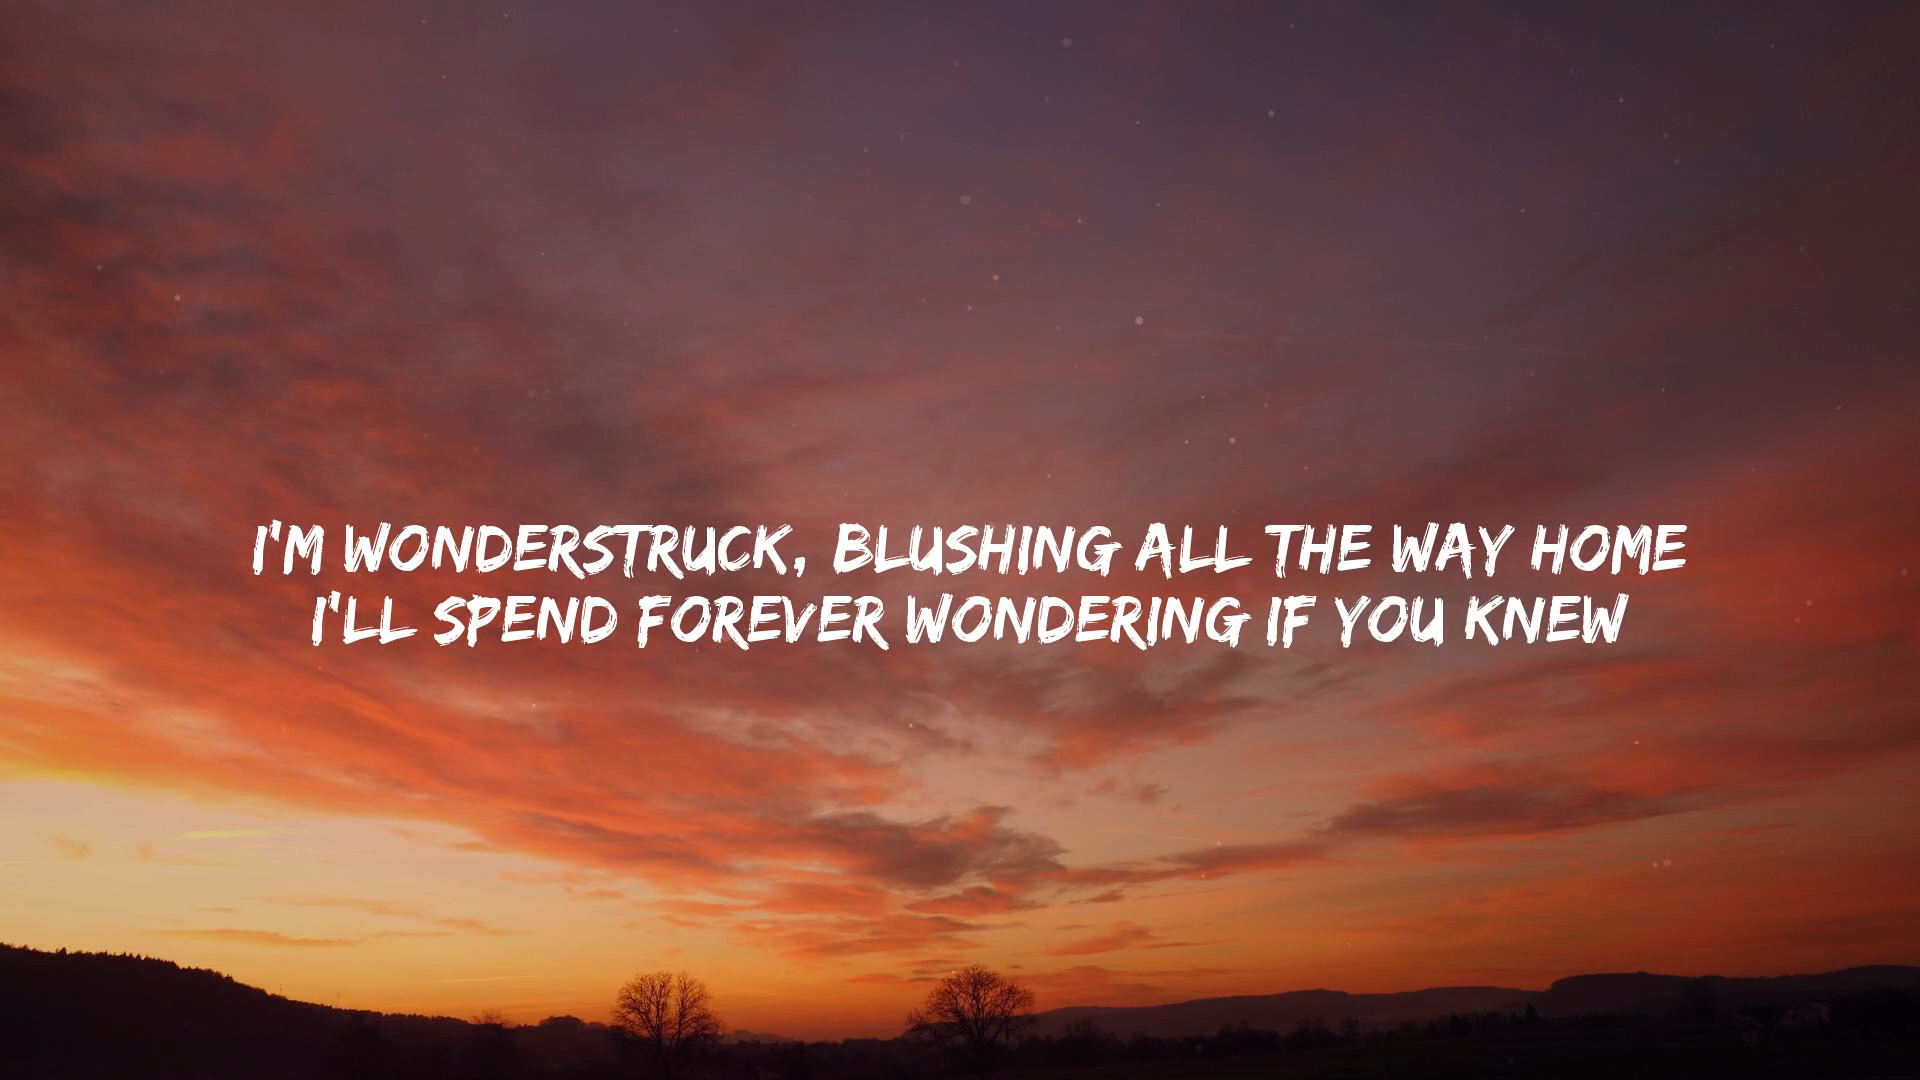 I'M WONDERSTRUCK, BLUSHING ALL THE WAY HOME
I'LL SPEND FOREVER WONDERING IF YOU KNEW